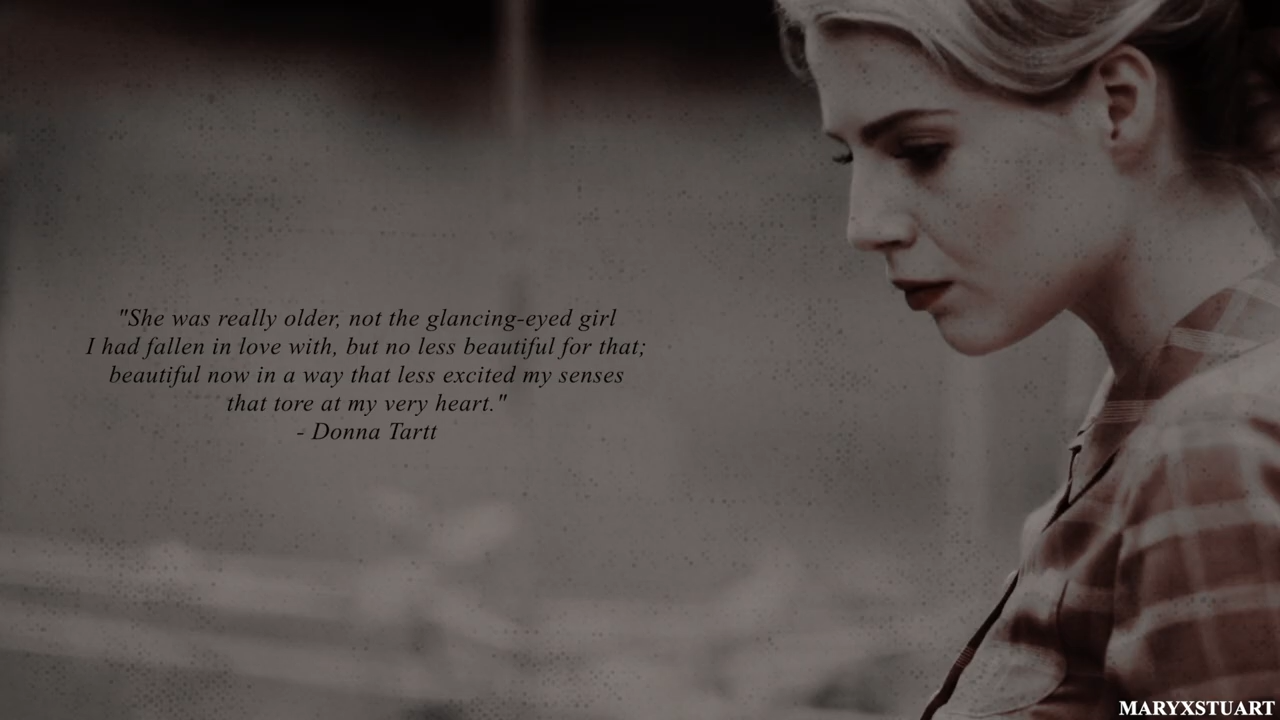 "She was really older, not the glancing-eyed girl
I had fallen in love with, but no less beautiful for that;
beautiful now in a way that less excited my senses
that tore at my very heart."
- Donna Tartt
MARYXSTUART